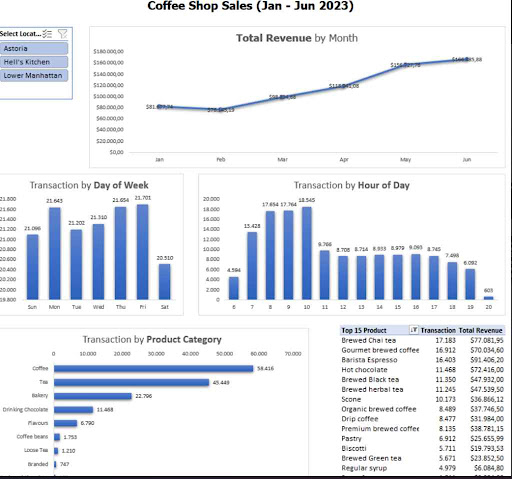 Coffee Shop Sales (Jan - Jun 2023)
Select Locat...
Astoria
Hell's Kitchen
Lower Manhattan
Total Revenue by Month
$180.000,00
$160.000,00
$140.000,00
$120.000,00
$100.000,00
$80.000,00
$60.000,00
$40.000,00
$20.000,00
$0,00
Jan Feb Mar Apr May Jun
Transaction by Day of Week
21.800
21.600
21.400
21.200
21.000
20.800
20.600
20.400
20.200
20.000
19.800
21.096 21.643 21.202 21.310 21.654 21.701 20.510
Sun Mon Tue Wed Thu Fri Sat
Transaction by Hour of Day
20.000
18.000
16.000
14.000
12.000
10.000
8.000
6.000
4.000
2.000
0
4.594 13.428 17.654 17.764 18.545 9.766 8.708 8.714 8.933 8.979 9.093 8.745 7.498 6.092 603
6 7 8 9 10 11 12 13 14 15 16 17 18 19 20
Transaction by Product Category
0 10.000 20.000 30.000 40.000 50.000 60.000 70.000
Coffee 58.416
Tea 45.449
Bakery 22.796
Drinking Chocolate 11.468
Flavours 6.790
Coffee beans 1.753
Loose Tea 1.210
Branded 747
Top 15 Product Transaction Total Revenue
Brewed Chai tea 17.183 $77.081,95
Gourmet brewed coffee 16.912 $70.034,60
Barista Espresso 16.403 $91.406,20
Hot chocolate 11.468 $72.416,00
Brewed Black tea 11.350 $47.932,00
Brewed herbal tea 11.245 $47.539,50
Scone 10.173 $36.866,12
Organic brewed coffee 8.489 $37.746,50
Drip coffee 8.477 $31.984,00
Premium brewed coffee 8.135 $38.781,15
Pastry 6.912 $25.655,99
Biscotti 5.711 $19.793,53
Brewed Green tea 5.671 $23.852,50
Regular syrup 4.979 $6.084,80